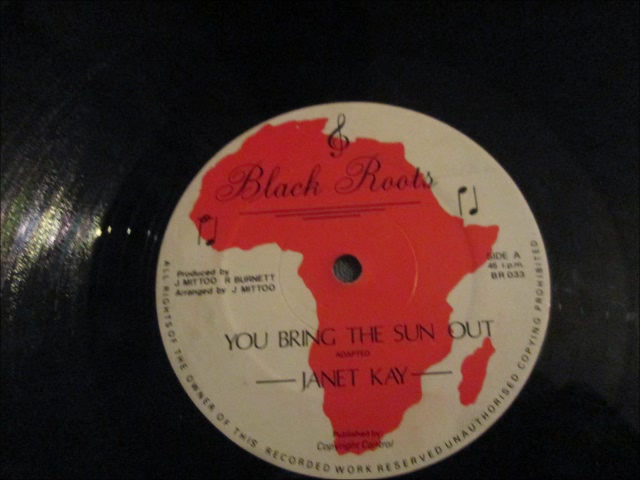 Black Roots
Produced by
J. MITTOO R BURNETT
Arranged by J MITTOO
SIDE A
45 r.p.m.
BR 033
YOU BRING THE SUN OUT
ADAPTED
JANET KAY
Published by
Copyright Control
ALL RIGHTS OF THE OWNER OF THIS RECORDED WORK RESERVED UNAUTHORISED COPYING PROHIBITED